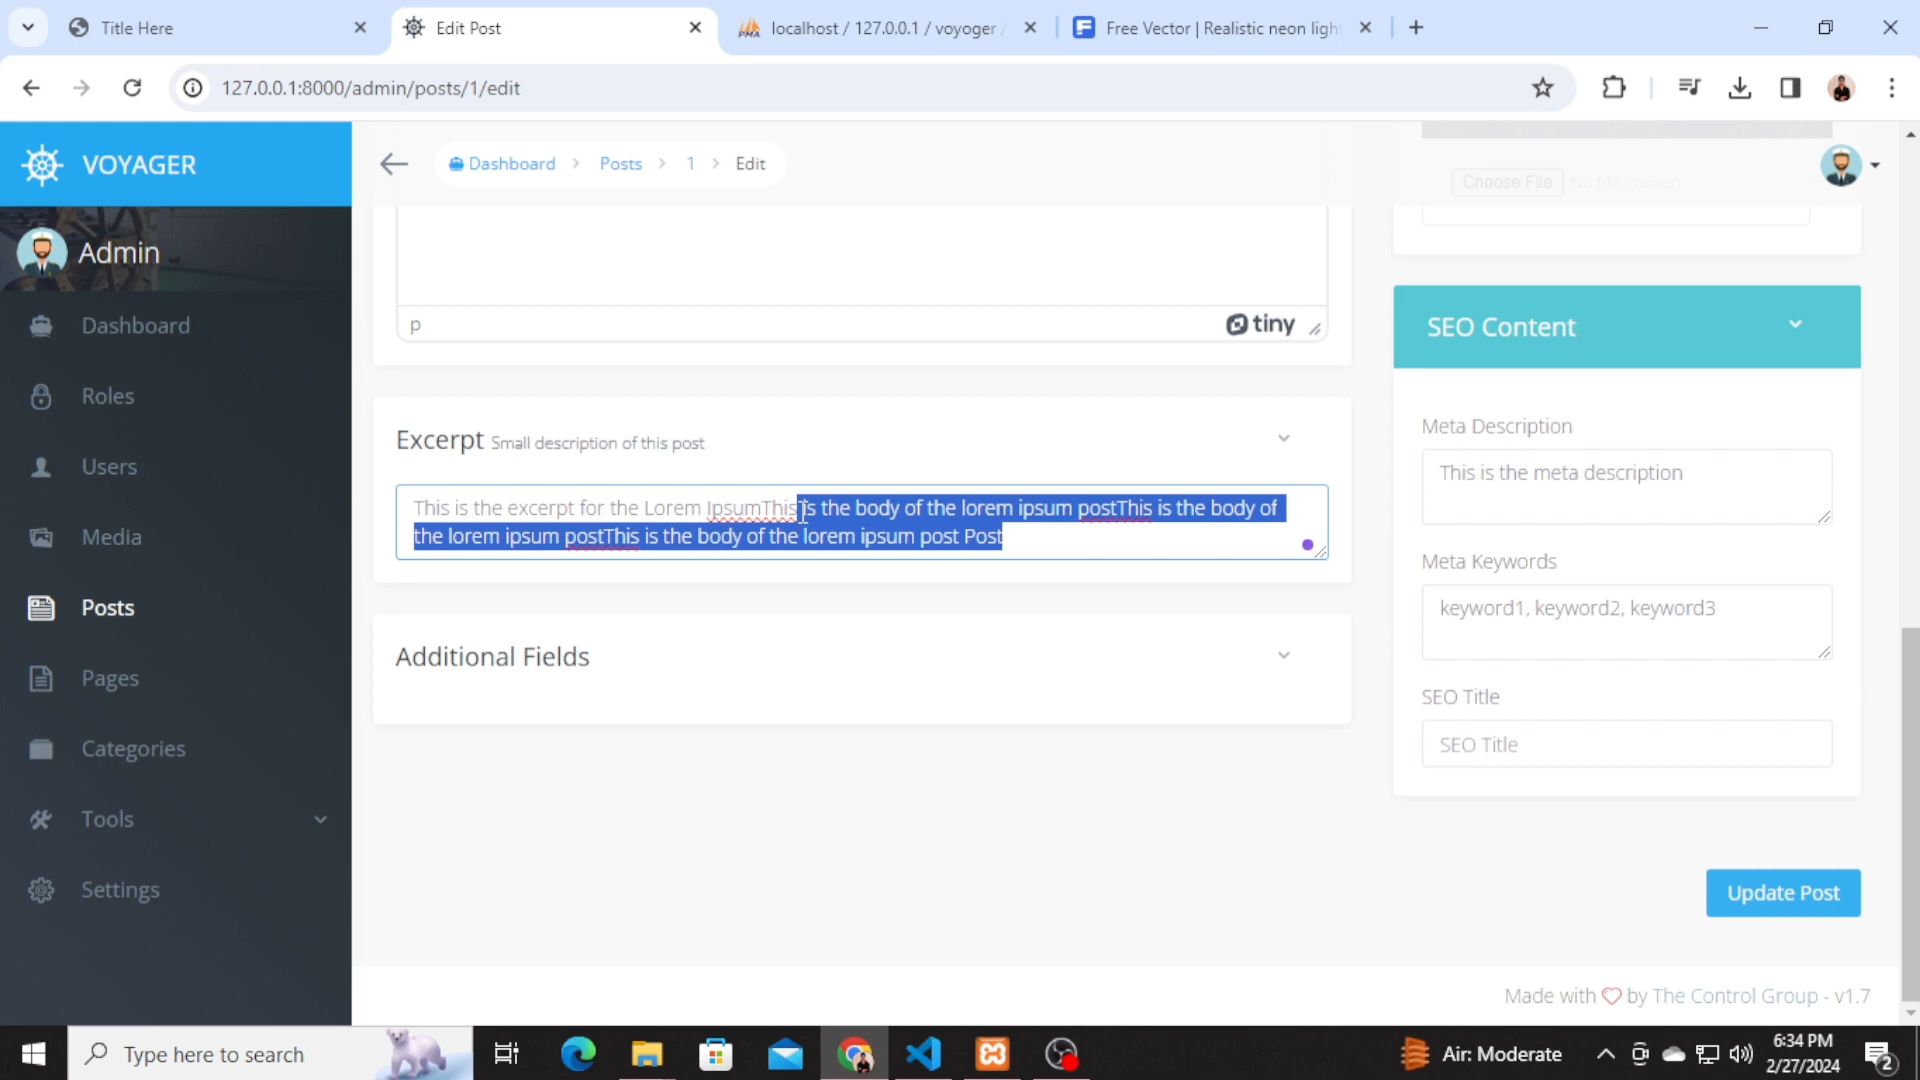 Title Here
Edit Post
localhost / 127.0.0.1 / voyoger /
Free Vector | Realistic neon ligh
127.0.0.1:8000/admin/posts/1/edit
VOYAGER
Dashboard > Posts > 1 > Edit
Choose File No file chosen
Admin
Dashboard
Roles
Users
Media
Posts
Pages
Categories
Tools
Settings
p
tiny
Excerpt Small description of this post
This is the excerpt for the Lorem IpsumThis is the body of the lorem ipsum postThis is the body of
the lorem ipsum postThis is the body of the lorem ipsum post Post
Additional Fields
SEO Content
Meta Description
This is the meta description
Meta Keywords
keyword1, keyword2, keyword3
SEO Title
SEO Title
Update Post
Made with by The Control Group - v1.7
Type here to search
Air: Moderate
6:34 PM
2/27/2024
2